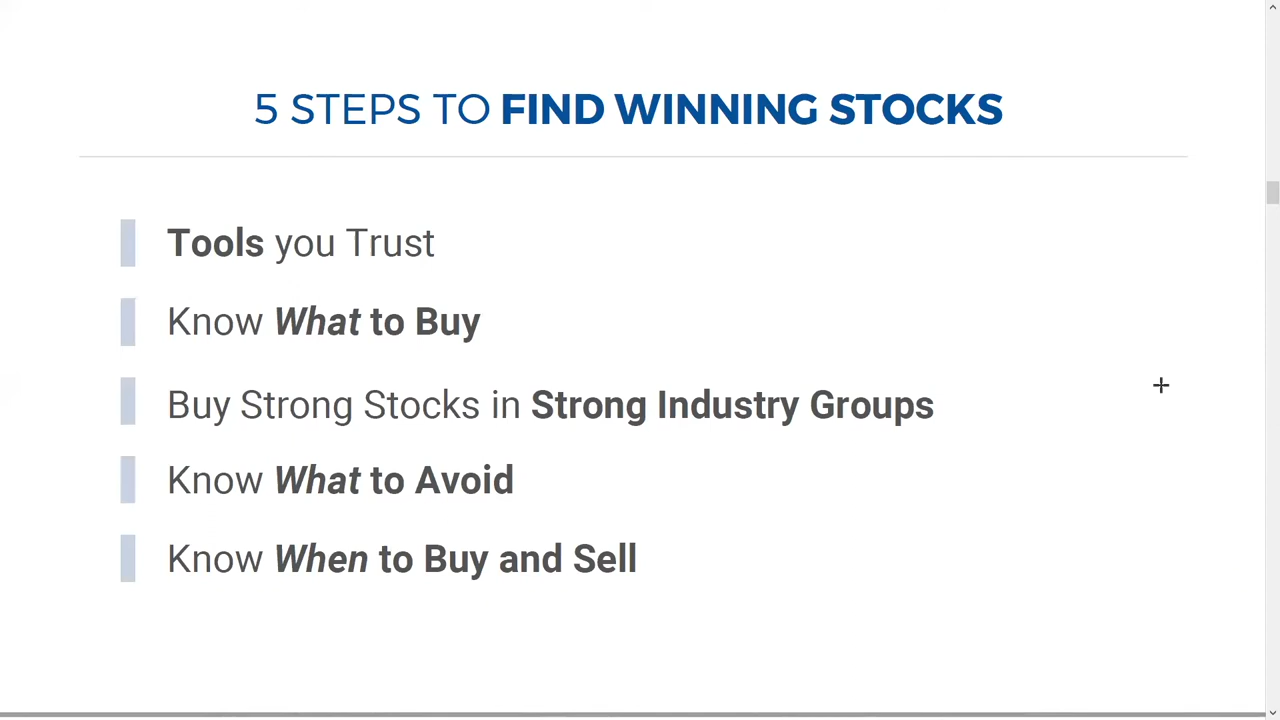 5 STEPS TO FIND WINNING STOCKS
Tools you Trust
Know What to Buy
Buy Strong Stocks in Strong Industry Groups
Know What to Avoid
Know When to Buy and Sell